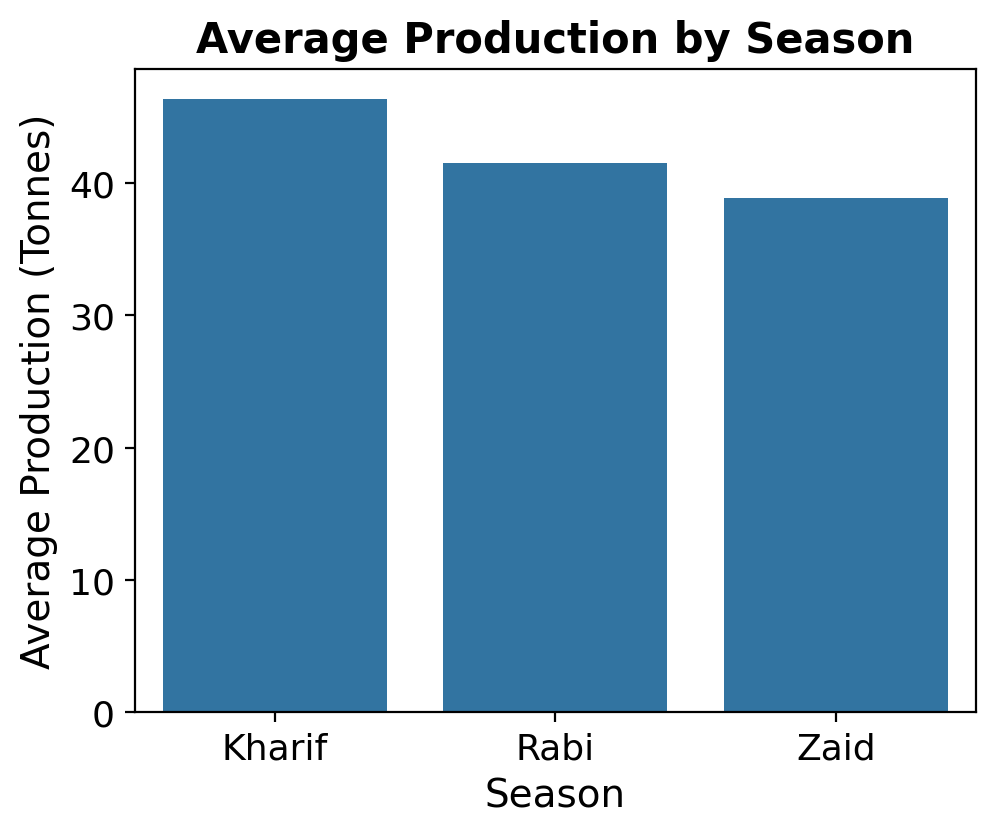 Average Production by Season
Average Production (Tonnes)
40
30
20
10
0
Kharif
Rabi
Zaid
Season